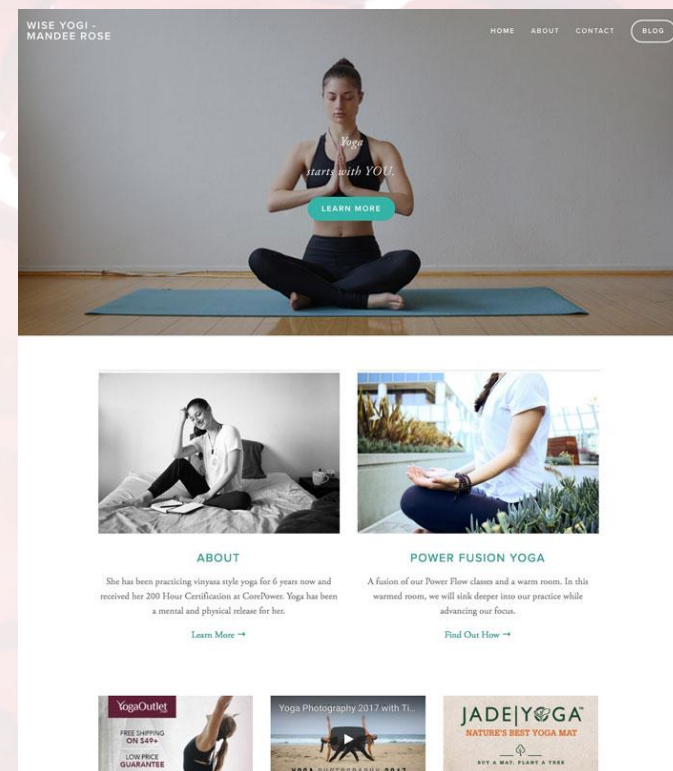 WISE YOGI -
MANDEE ROSE
HOME ABOUT CONTACT BLOG
Yoga
starts with YOU.
LEARN MORE
ABOUT
She has been practicing vinyasa style yoga for 6 years now and
received her 200 Hour Certification at CorePower. Yoga has been
a mental and physical release for her.
Learn More →
POWER FUSION YOGA
A fusion of our Power Flow classes and a warm room. In this
warmed room, we will sink deeper into our practice while
advancing our focus.
Find Out How →
YogaOutlet
FREE SHIPPING
ON $49+
LOW PRICE
GUARANTEE
Yoga Photography 2017 with Ti...
YOGA PHOTOGRAPHY 2017
JADE|YOGA
NATURE'S BEST YOGA MAT
BUY A MAT, PLANT A TREE